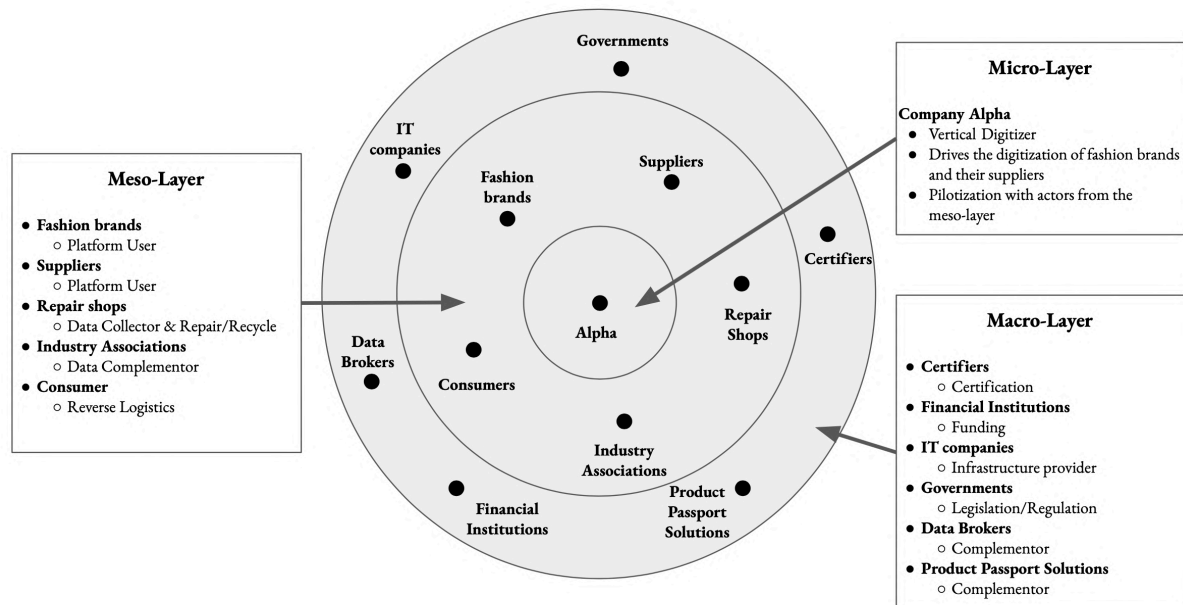 Governments
IT
companies
Suppliers
Fashion
brands
Certifiers
Repair
Shops
Alpha
Data
Brokers
Consumers
Industry
Associations
Product
Passport
Solutions
Financial
Institutions
Meso-Layer
● Fashion brands
○ Platform User
● Suppliers
○ Platform User
● Repair shops
○ Data Collector & Repair/Recycle
● Industry Associations
○ Data Complementor
● Consumer
○ Reverse Logistics
Micro-Layer
Company Alpha
● Vertical Digitizer
● Drives the digitization of fashion brands
and their suppliers
● Pilotization with actors from the
meso-layer
Macro-Layer
● Certifiers
○ Certification
● Financial Institutions
○ Funding
● IT companies
○ Infrastructure provider
● Governments
○ Legislation/Regulation
● Data Brokers
○ Complementor
● Product Passport Solutions
○ Complementor